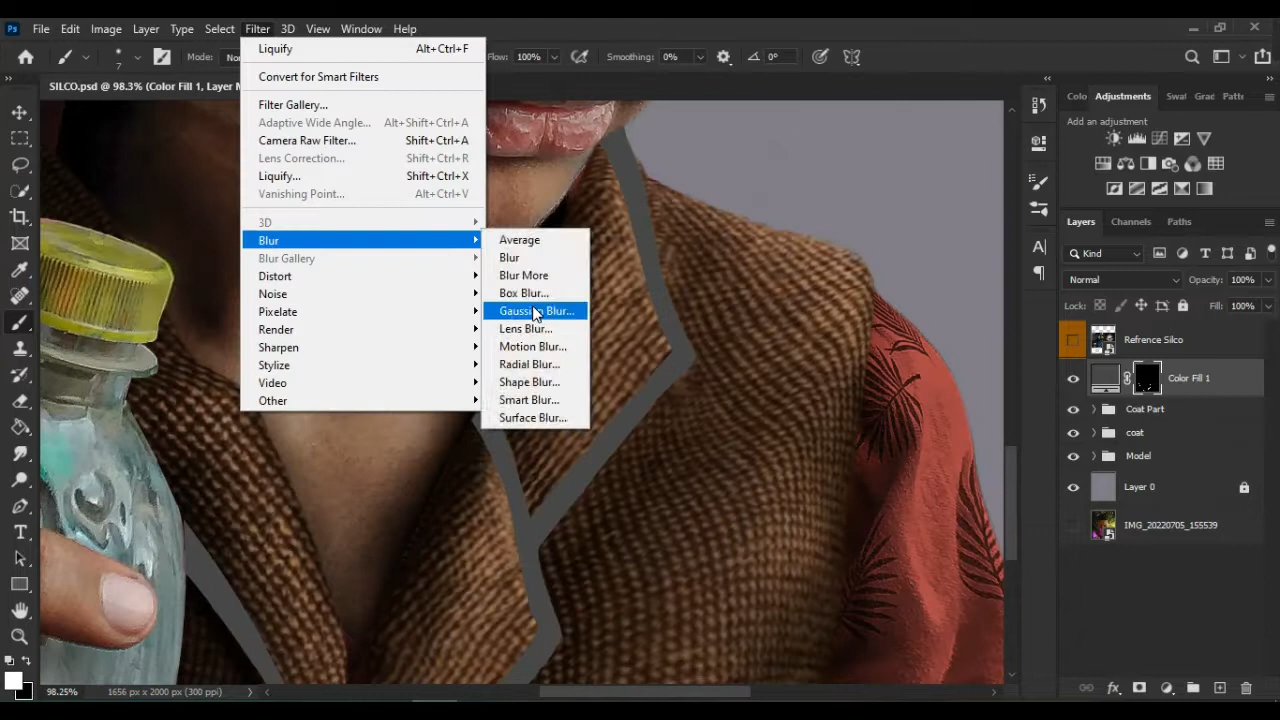 Ps File Edit Image Layer Type Select Filter 3D View Window Help
Mode: Flow: 100% Smoothing: 0% 0°
SILCO.psd @ 98.3% (Color Fill 1, Layer
Liquify Alt+Ctrl+F
Convert for Smart Filters
Filter Gallery...
Adaptive Wide Angle... Alt+Shift+Ctrl+A
Camera Raw Filter... Shift+Ctrl+A
Lens Correction... Shift+Ctrl+R
Liquify... Shift+Ctrl+X
Vanishing Point... Alt+Ctrl+V
3D
Blur
Blur Gallery
Distort
Noise
Pixelate
Render
Sharpen
Stylize
Video
Other
Average
Blur
Blur More
Box Blur...
Gaussian Blur...
Lens Blur...
Motion Blur...
Radial Blur...
Shape Blur...
Smart Blur...
Surface Blur...
Colo Adjustments Swat Grad Patte
Add an adjustment
Layers Channels Paths
Kind
Normal Opacity: 100%
Lock: Fill: 100%
Refrence Silco
Color Fill 1
Coat Part
coat
Model
Layer 0
IMG_20220705_155539
98.25% 1656 px x 2000 px (300 ppi)